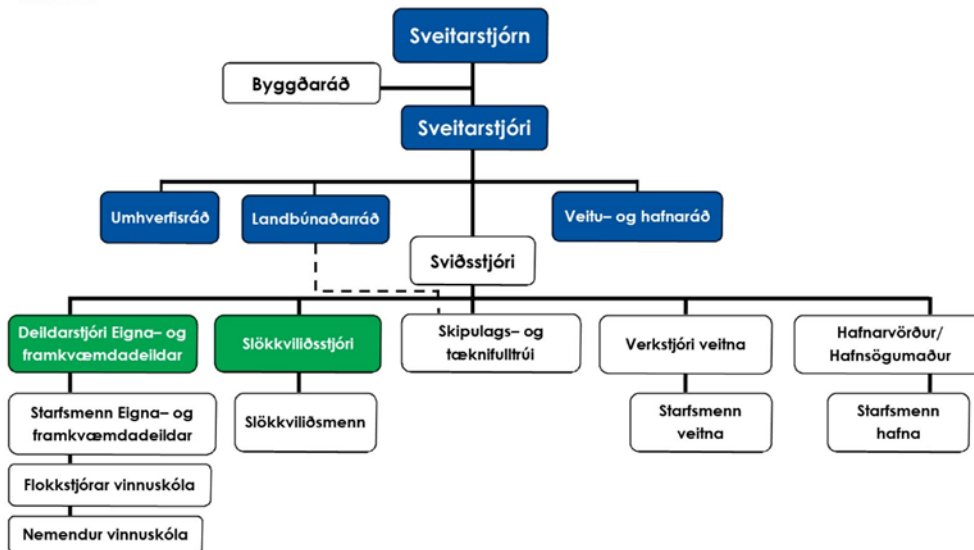 Sveitarstjórn
Byggðaráð
Sveitarstjóri
Umhverfisráð
Landbúnaðarráð
Veitu– og hafnaráð
Sviðsstjóri
Deildarstjóri Eigna– og
framkvæmdadeildar
Slökkviliðsstjóri
Skipulags– og
tæknifulltrúi
Verkstjóri veitna
Hafnarvörður/
Hafnsögumaður
Starfsmenn Eigna– og
framkvæmdadeildar
Slökkviliðsmenn
Starfsmenn
veitna
Starfsmenn
hafna
Flokkstjórar vinnuskóla
Nemendur vinnuskóla